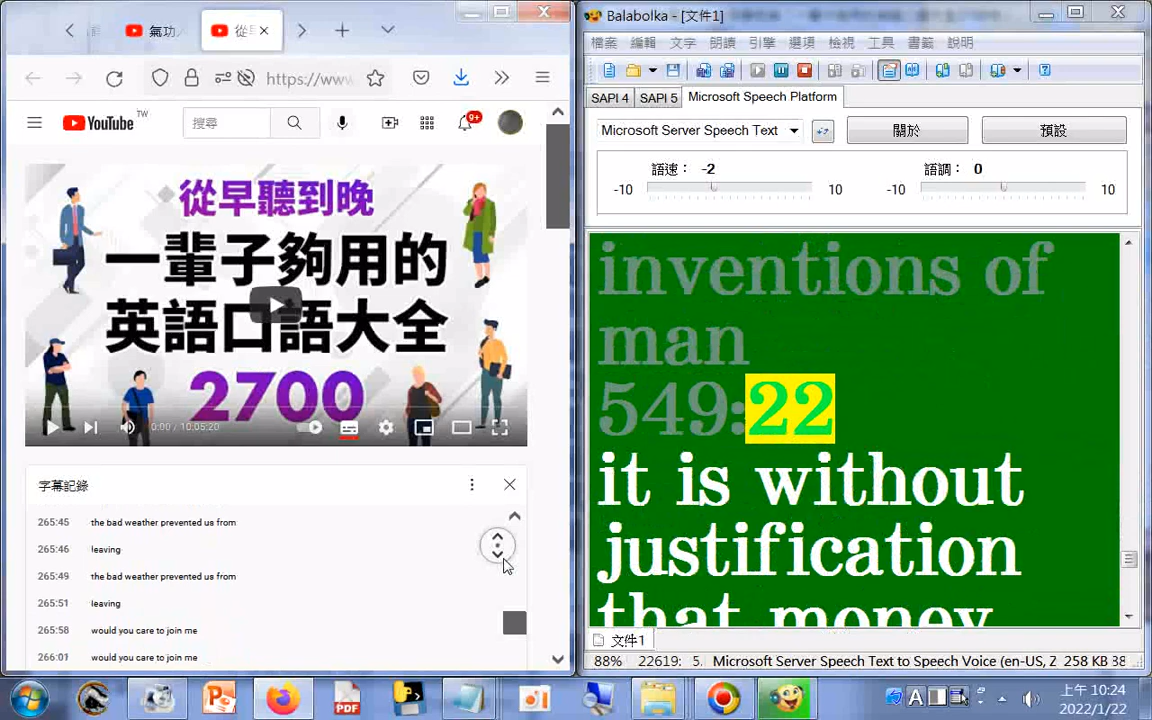 氣功
從
https://www
YouTube TW
搜尋
9+
從早聽到晚
一輩子夠用的
英語口語大全
2700
0:00 / 10:05:20
字幕記錄
265:45 the bad weather prevented us from
265:46 leaving
265:49 the bad weather prevented us from
265:51 leaving
265:58 would you care to join me
266:01 would you care to join me
Balabolka - [文件1]
檔案 編輯 文字 朗讀 引擎 選項 檢視 工具 書籤 說明
SAPI 4 SAPI 5 Microsoft Speech Platform
Microsoft Server Speech Text 關於 預設
語速： -2 語調： 0
-10 10 -10 10
inventions of
man
549:22
it is without
justification
that money
文件1
88% 22619: 5. Microsoft Server Speech Text to Speech Voice (en-US, Z 258 KB 38
PDF
A
上午 10:24
2022/1/22